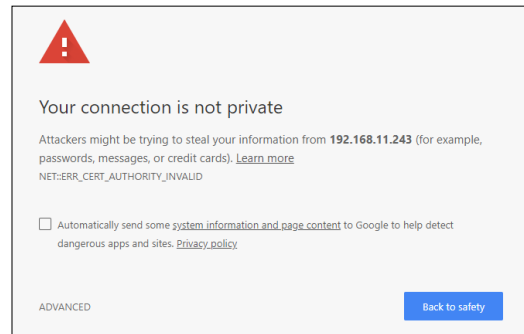 Your connection is not private
Attackers might be trying to steal your information from 192.168.11.243 (for example,
passwords, messages, or credit cards). Learn more
NET::ERR_CERT_AUTHORITY_INVALID
Automatically send some system information and page content to Google to help detect
dangerous apps and sites. Privacy policy
ADVANCED
Back to safety